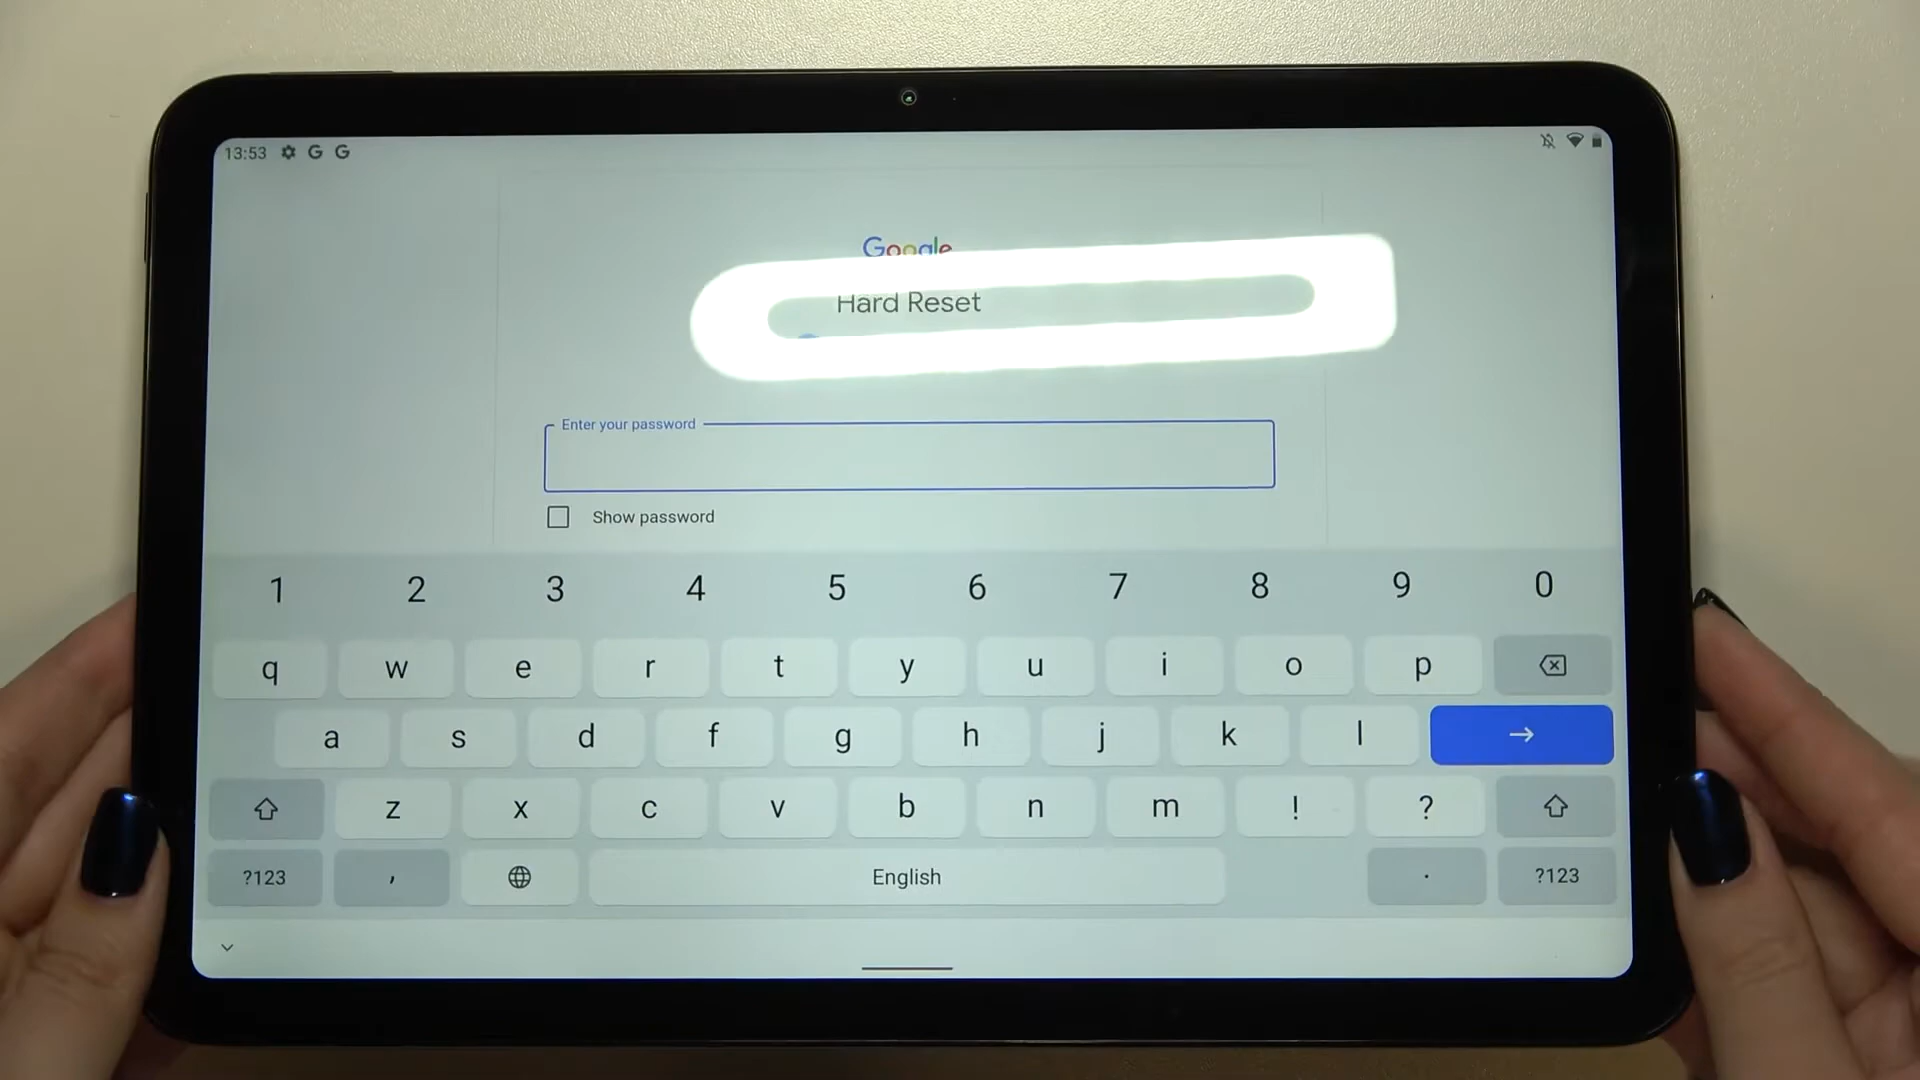 13:53 G G
Google
Hard Reset
Enter your password
Show password
1 2 3 4 5 6 7 8 9 0
q w e r t y u i o p
a s d f g h j k l
z x c v b n m ! ?
?123 , English . ?123